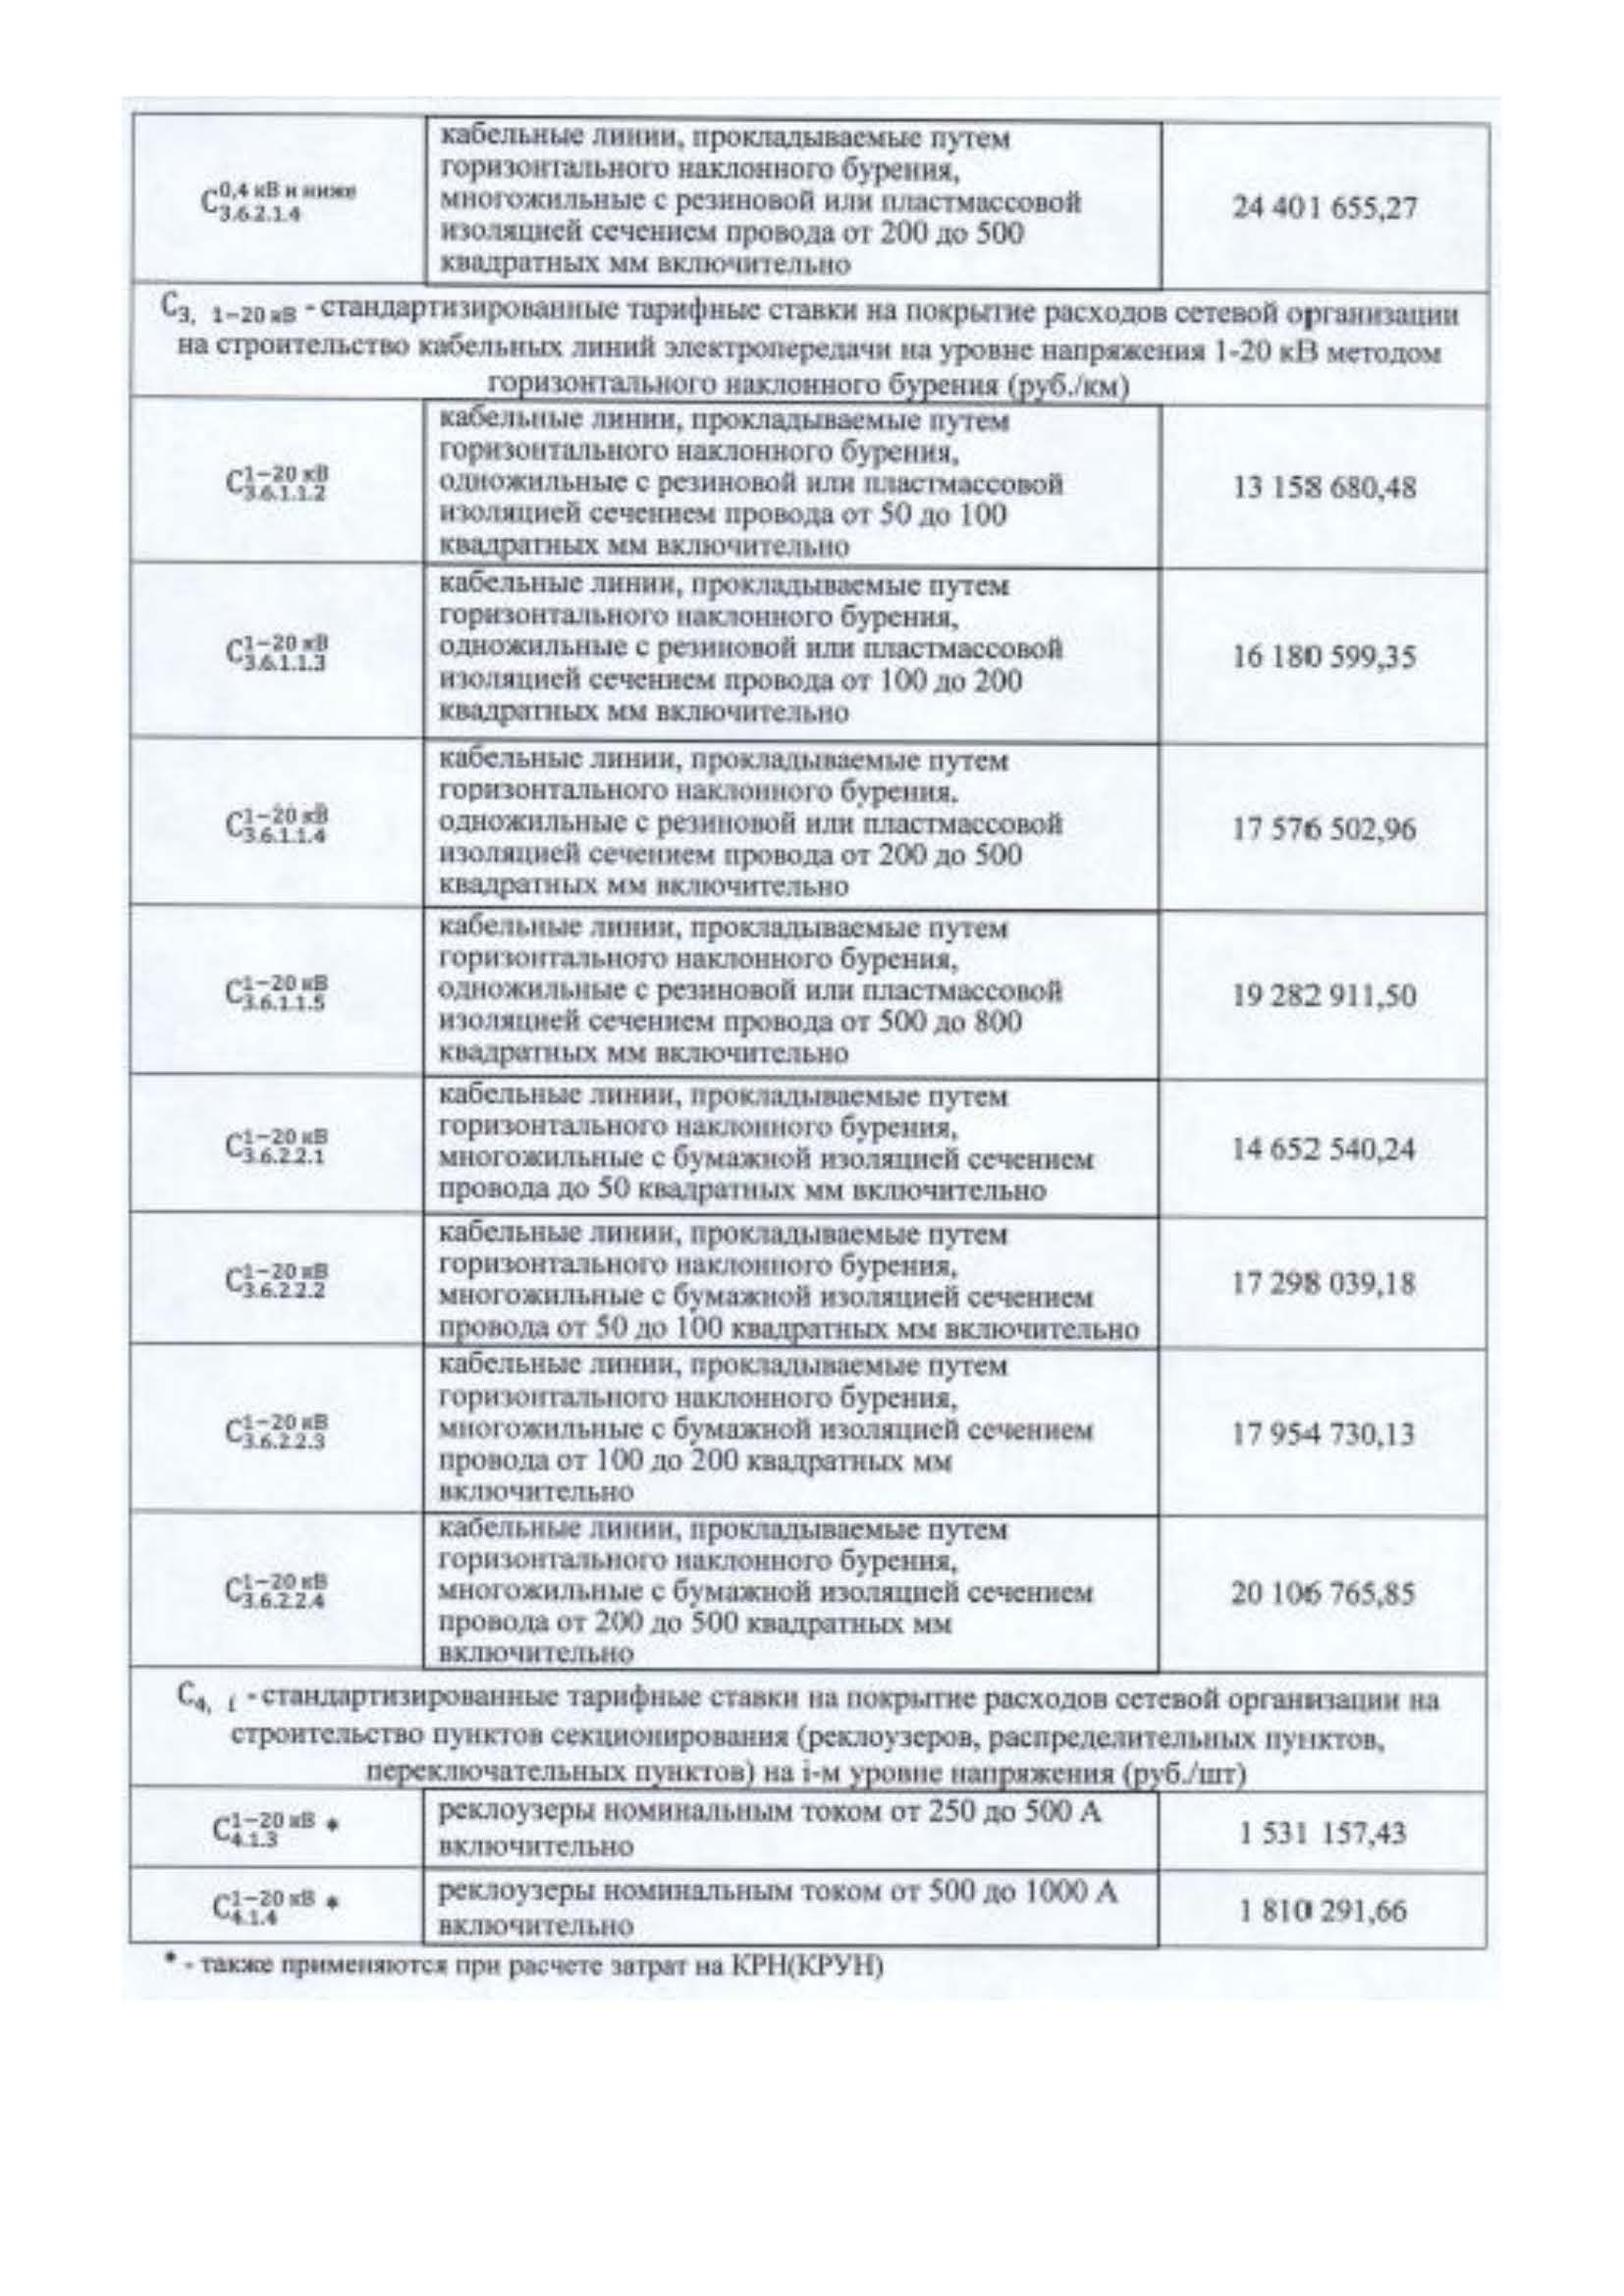 С 0,4 кВ и ниже 3.6.2.1.4
кабельные линии, прокладываемые путем
горизонтального наклонного бурения,
многожильные с резиновой или пластмассовой
изоляцией сечением провода от 200 до 500
квадратных мм включительно
24 401 655,27
С3, 1–20 кВ - стандартизированные тарифные ставки на покрытие расходов сетевой организации
на строительство кабельных линий электропередачи на уровне напряжения 1-20 кВ методом
горизонтального наклонного бурения (руб./км)
С 1–20 кВ 3.6.1.1.2
кабельные линии, прокладываемые путем
горизонтального наклонного бурения,
одножильные с резиновой или пластмассовой
изоляцией сечением провода от 50 до 100
квадратных мм включительно
13 158 680,48
С 1–20 кВ 3.6.1.1.3
кабельные линии, прокладываемые путем
горизонтального наклонного бурения,
одножильные с резиновой или пластмассовой
изоляцией сечением провода от 100 до 200
квадратных мм включительно
16 180 599,35
С 1–20 кВ 3.6.1.1.4
кабельные линии, прокладываемые путем
горизонтального наклонного бурения,
одножильные с резиновой или пластмассовой
изоляцией сечением провода от 200 до 500
квадратных мм включительно
17 576 502,96
С 1–20 кВ 3.6.1.1.5
кабельные линии, прокладываемые путем
горизонтального наклонного бурения,
одножильные с резиновой или пластмассовой
изоляцией сечением провода от 500 до 800
квадратных мм включительно
19 282 911,50
С 1–20 кВ 3.6.2.2.1
кабельные линии, прокладываемые путем
горизонтального наклонного бурения,
многожильные с бумажной изоляцией сечением
провода до 50 квадратных мм включительно
14 652 540,24
С 1–20 кВ 3.6.2.2.2
кабельные линии, прокладываемые путем
горизонтального наклонного бурения,
многожильные с бумажной изоляцией сечением
провода от 50 до 100 квадратных мм включительно
17 298 039,18
С 1–20 кВ 3.6.2.2.3
кабельные линии, прокладываемые путем
горизонтального наклонного бурения,
многожильные с бумажной изоляцией сечением
провода от 100 до 200 квадратных мм
включительно
17 954 730,13
С 1–20 кВ 3.6.2.2.4
кабельные линии, прокладываемые путем
горизонтального наклонного бурения,
многожильные с бумажной изоляцией сечением
провода от 200 до 500 квадратных мм
включительно
20 106 765,85
С4, i - стандартизированные тарифные ставки на покрытие расходов сетевой организации на
строительство пунктов секционирования (реклоузеров, распределительных пунктов,
переключательных пунктов) на i-м уровне напряжения (руб./шт)
С 1–20 кВ 4.1.3 *
реклоузеры номинальным током от 250 до 500 А
включительно
1 531 157,43
С 1–20 кВ 4.1.4 *
реклоузеры номинальным током от 500 до 1000 А
включительно
1 810 291,66
* - также применяются при расчете затрат на КРН(КРУН)